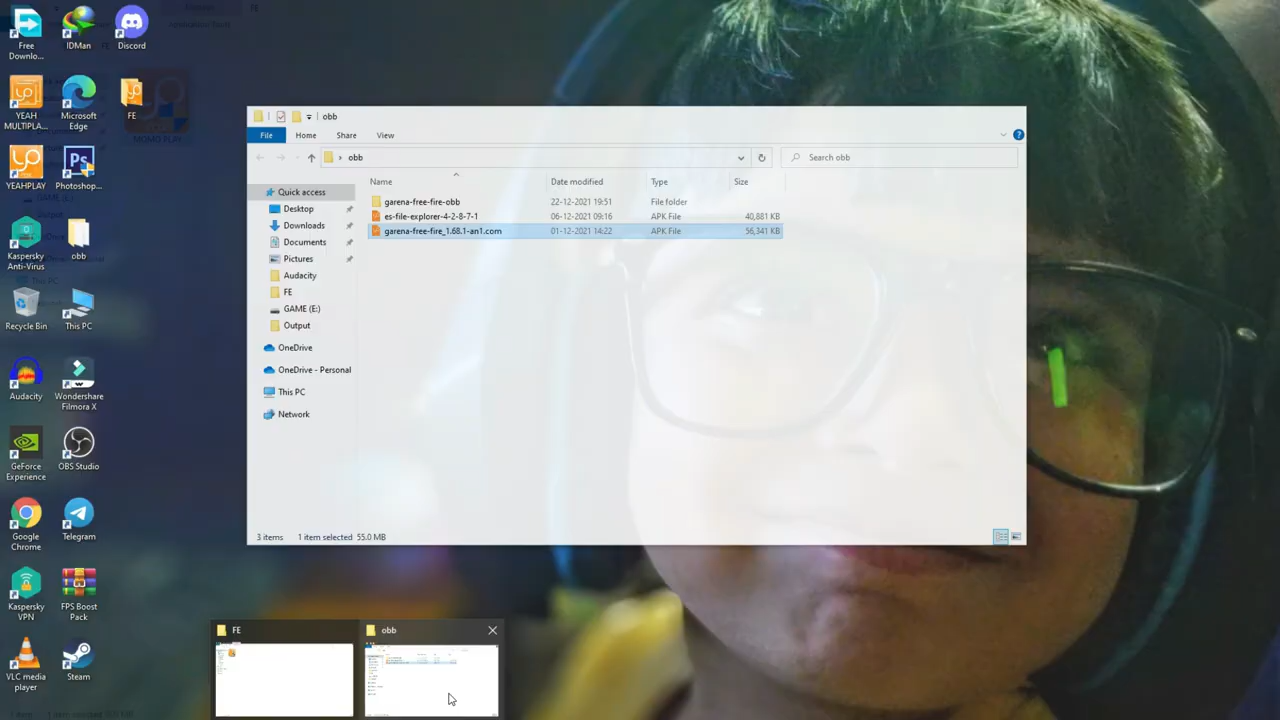 Free Downlo...
IDMan
Discord
YEAH MULTIPLA...
Microsoft Edge
FE
MOMO PLAY
YEAHPLAY
Photoshop...
Kaspersky Anti-Virus
obb
Recycle Bin
This PC
Audacity
Wondershare Filmora X
GeForce Experience
OBS Studio
Google Chrome
Telegram
Kaspersky VPN
FPS Boost Pack
VLC media player
Steam
obb
File Home Share View
obb
Search obb
Name Date modified Type Size
garena-free-fire-obb 22-12-2021 19:51 File folder
es-file-explorer-4-2-8-7-1 06-12-2021 09:16 APK File 40,881 KB
garena-free-fire_1.68.1-an1.com 01-12-2021 14:22 APK File 56,341 KB
Quick access
Desktop
Downloads
Documents
Pictures
Audacity
FE
GAME (E:)
Output
OneDrive
OneDrive - Personal
This PC
Network
3 items 1 item selected 55.0 MB
FE
obb